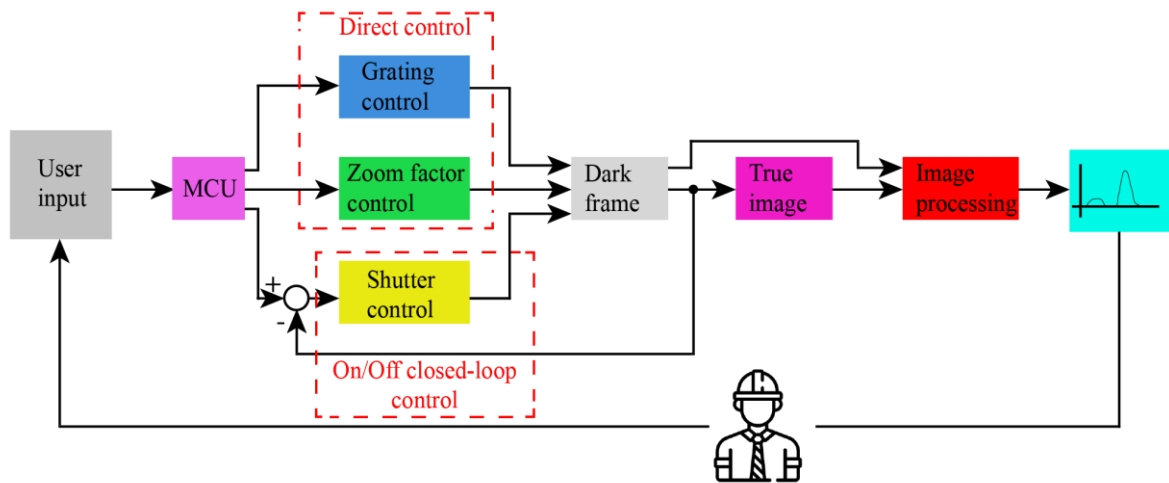 Direct control
Grating
control
User
input
MCU
Zoom factor
control
Dark
frame
True
image
Image
processing
+
-
Shutter
control
On/Off closed-loop
control